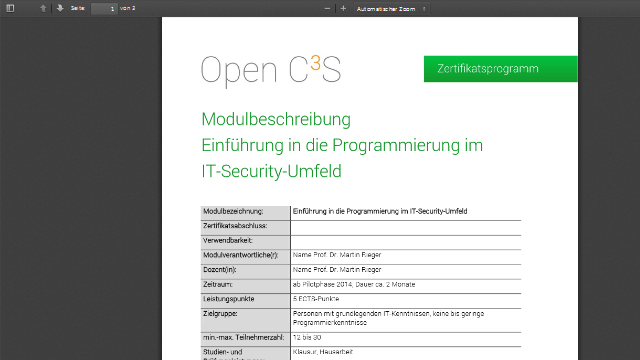 Seite: 1 von 2
Automatischer Zoom
Open C3S
Zertifikatsprogramm
Modulbeschreibung
Einführung in die Programmierung im
IT-Security-Umfeld
Modulbezeichnung: Einführung in die Programmierung im IT-Security-Umfeld
Zertifikatsabschluss:
Verwendbarkeit:
Modulverantwortliche(r): Name Prof. Dr. Martin Rieger
Dozent(in): Name Prof. Dr. Martin Rieger
Zeitraum: ab Pilotphase 2014; Dauer ca. 2 Monate
Leistungspunkte 5 ECTS-Punkte
Zielgruppe: Personen mit grundlegenden IT-Kenntnissen, keine bis geringe
Programmierkenntnisse
min.-max. Teilnehmerzahl: 12 bis 30
Studien- und Klausur, Hausarbeit